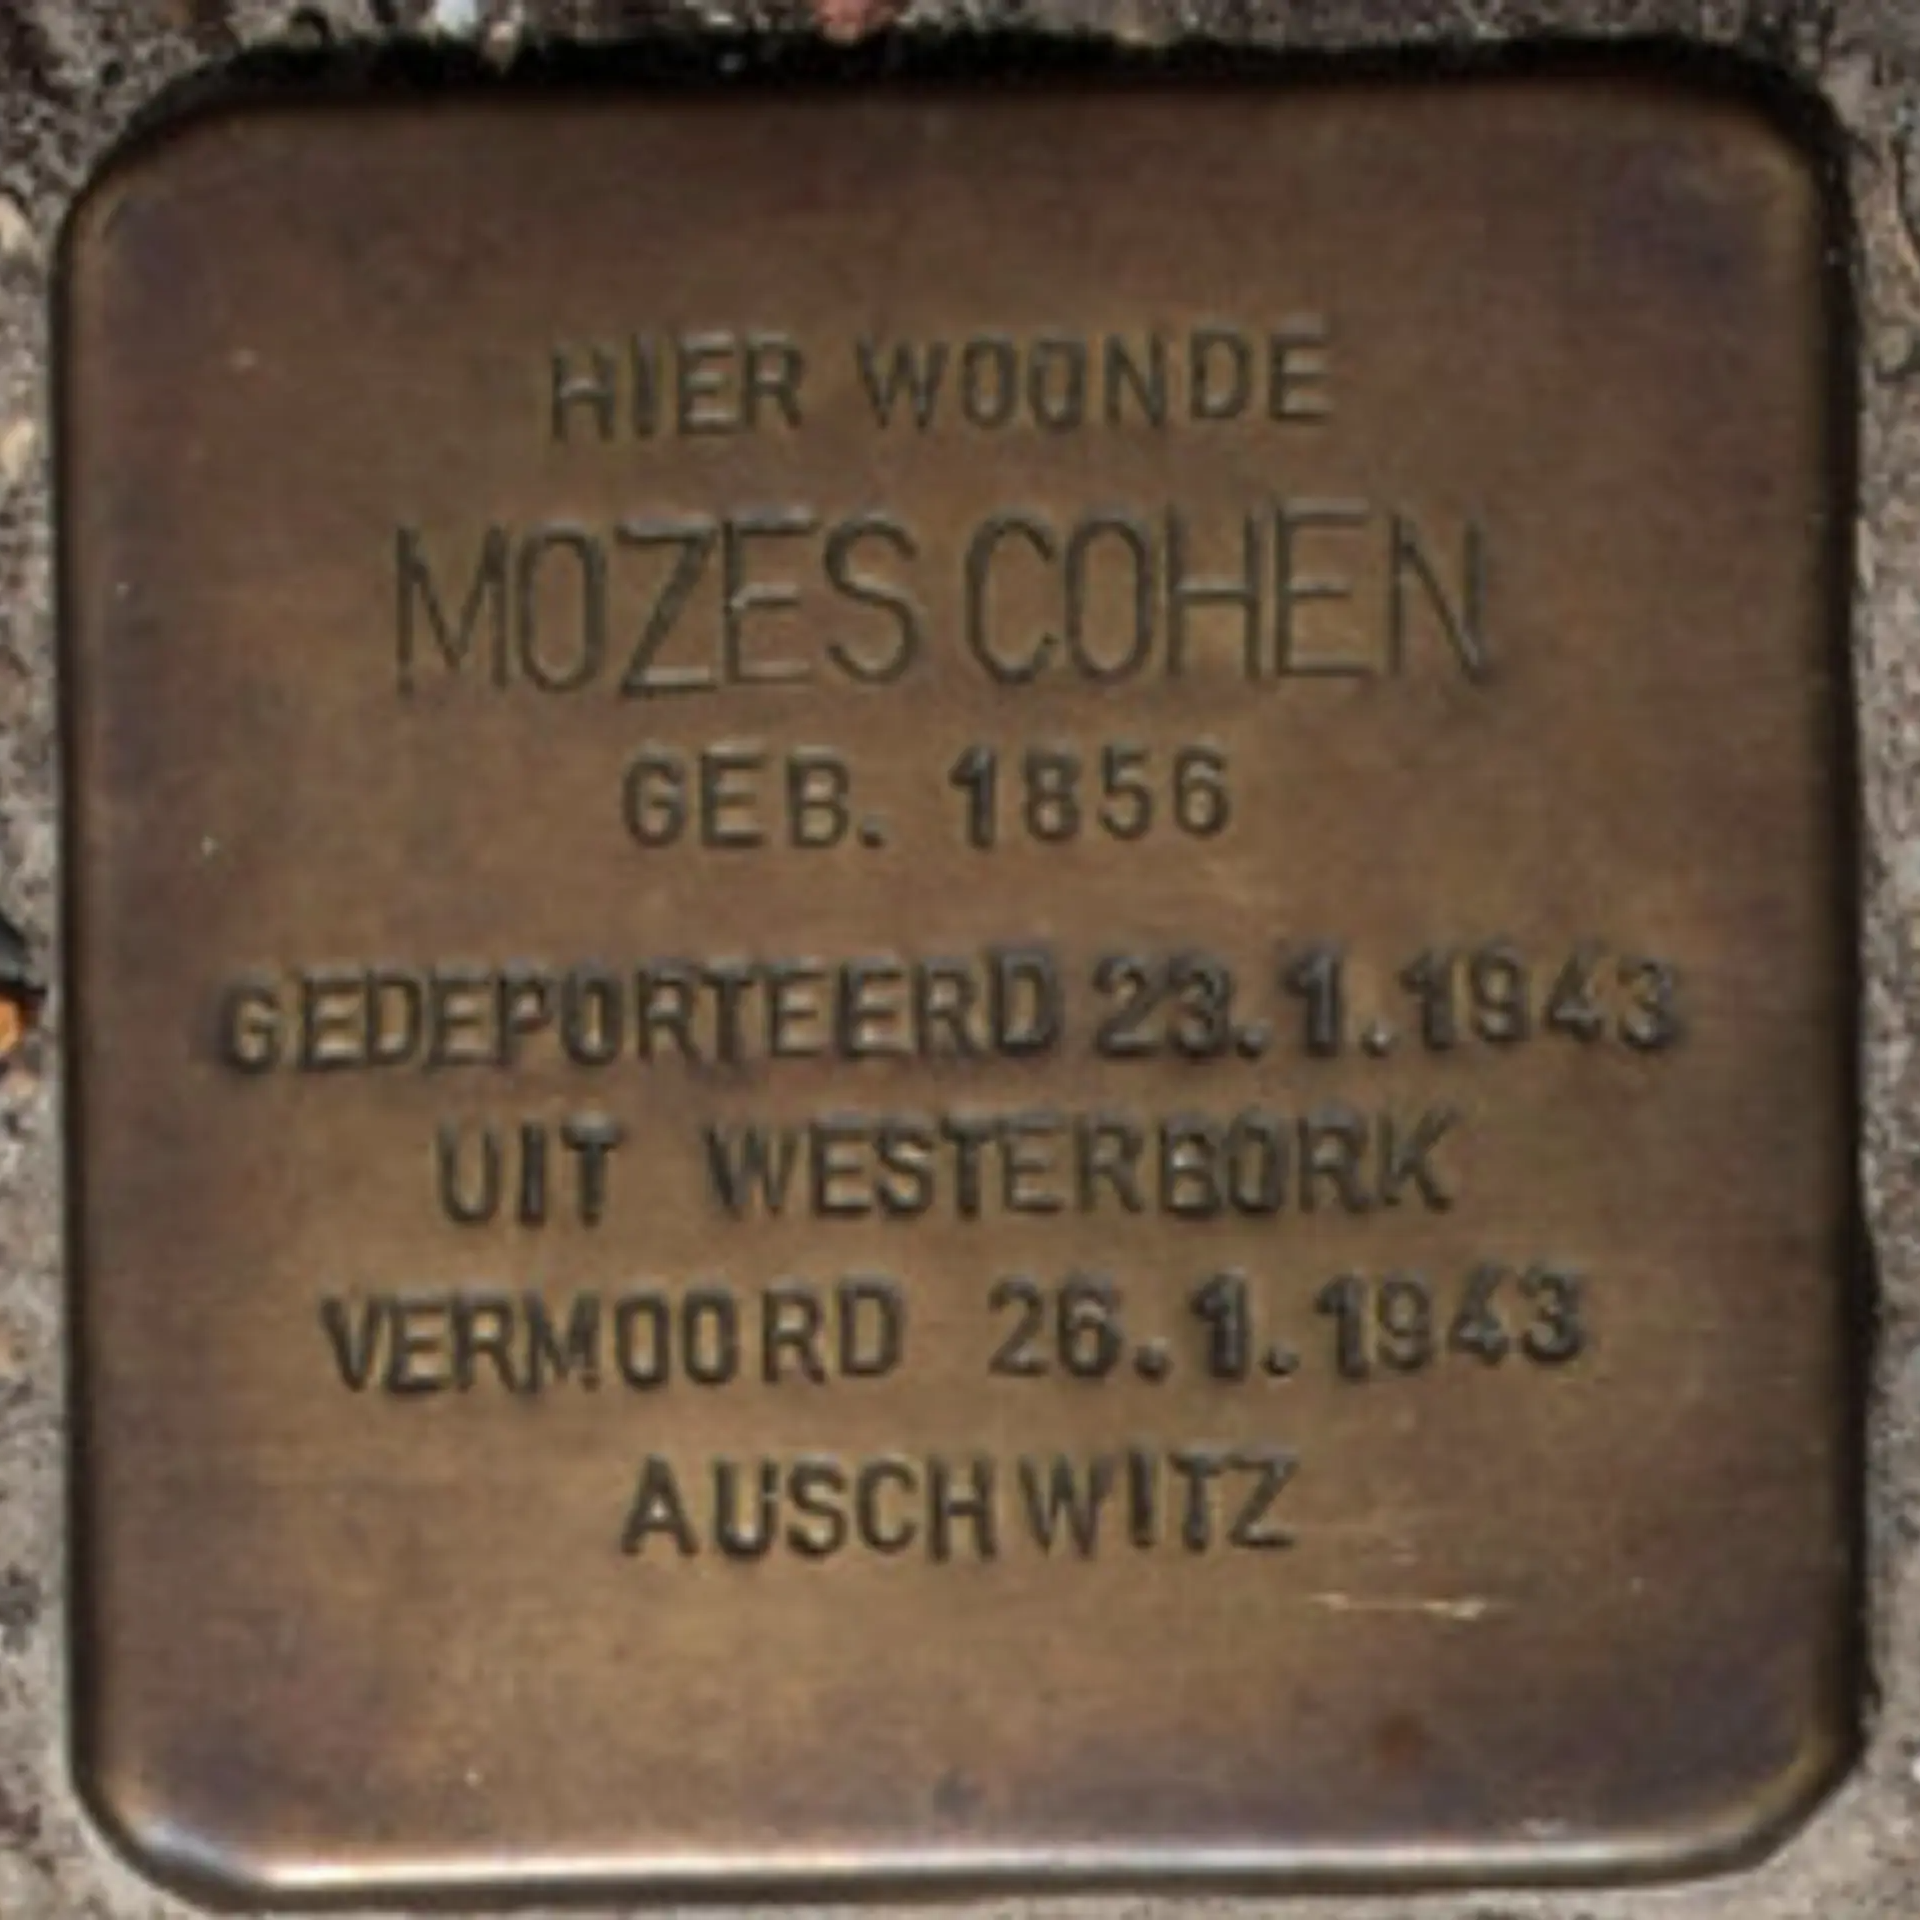 HIER WOONDE
MOZES COHEN
GEB. 1856
GEDEPORTEERD 23.1.1943
UIT WESTERBORK
VERMOORD 26.1.1943
AUSCHWITZ